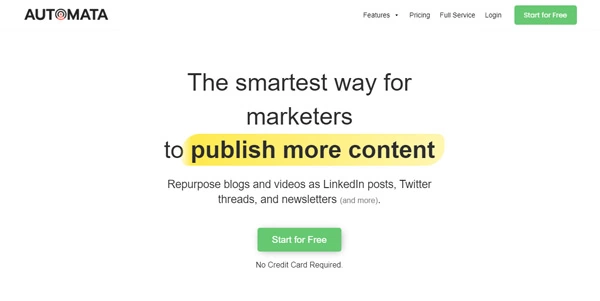 AUTOMATA
Features Pricing Full Service Login Start for Free
The smartest way for
marketers
to publish more content
Repurpose blogs and videos as LinkedIn posts, Twitter
threads, and newsletters (and more).
Start for Free
No Credit Card Required.